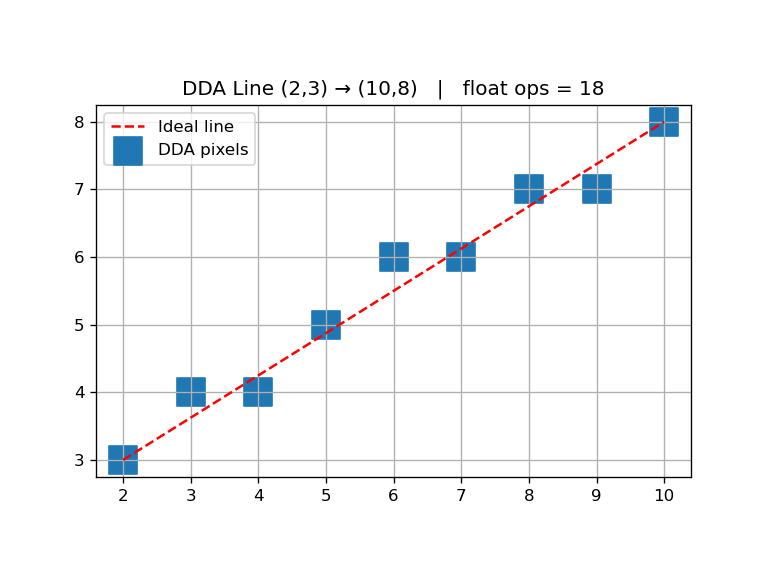 DDA Line (2,3) → (10,8)   |   float ops = 18
Ideal line
DDA pixels
8
7
6
5
4
3
2 3 4 5 6 7 8 9 10